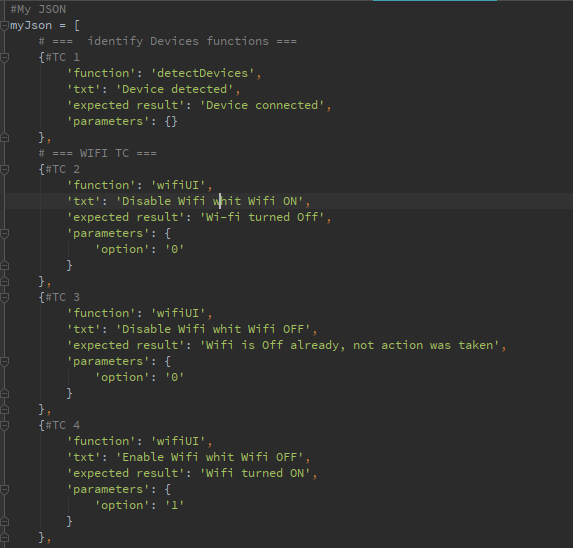 #My JSON
myJson = [
    # ===  identify Devices functions ===
    {#TC 1
        'function': 'detectDevices',
        'txt': 'Device detected',
        'expected result': 'Device connected',
        'parameters': {}
    },
    # === WIFI TC ===
    {#TC 2
        'function': 'wifiUI',
        'txt': 'Disable Wifi whit Wifi ON',
        'expected result': 'Wi-fi turned Off',
        'parameters': {
            'option': '0'
        }
    },
    {#TC 3
        'function': 'wifiUI',
        'txt': 'Disable Wifi whit Wifi OFF',
        'expected result': 'Wifi is Off already, not action was taken',
        'parameters': {
            'option': '0'
        }
    },
    {#TC 4
        'function': 'wifiUI',
        'txt': 'Enable Wifi whit Wifi OFF',
        'expected result': 'Wifi turned ON',
        'parameters': {
            'option': '1'
        }
    },